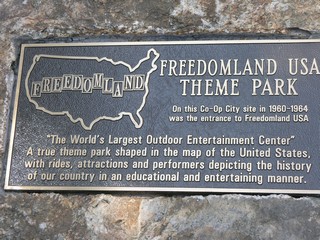 FREEDOMLAND
FREEDOMLAND USA
THEME PARK
On this Co-Op City site in 1960-1964
was the entrance to Freedomland USA
"The World's Largest Outdoor Entertainment Center"
A true theme park shaped in the map of the United States,
with rides, attractions and performers depicting the history
of our country in an educational and entertaining manner.